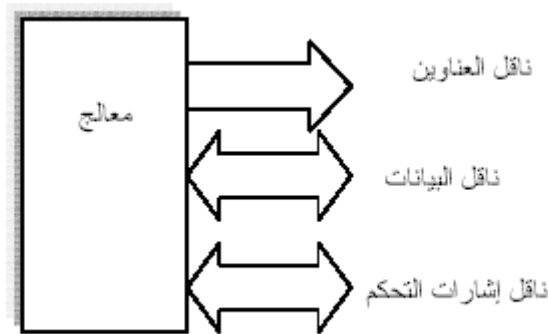 ناقل العناوين
معالج
ناقل البيانات
ناقل إشارات التحكم